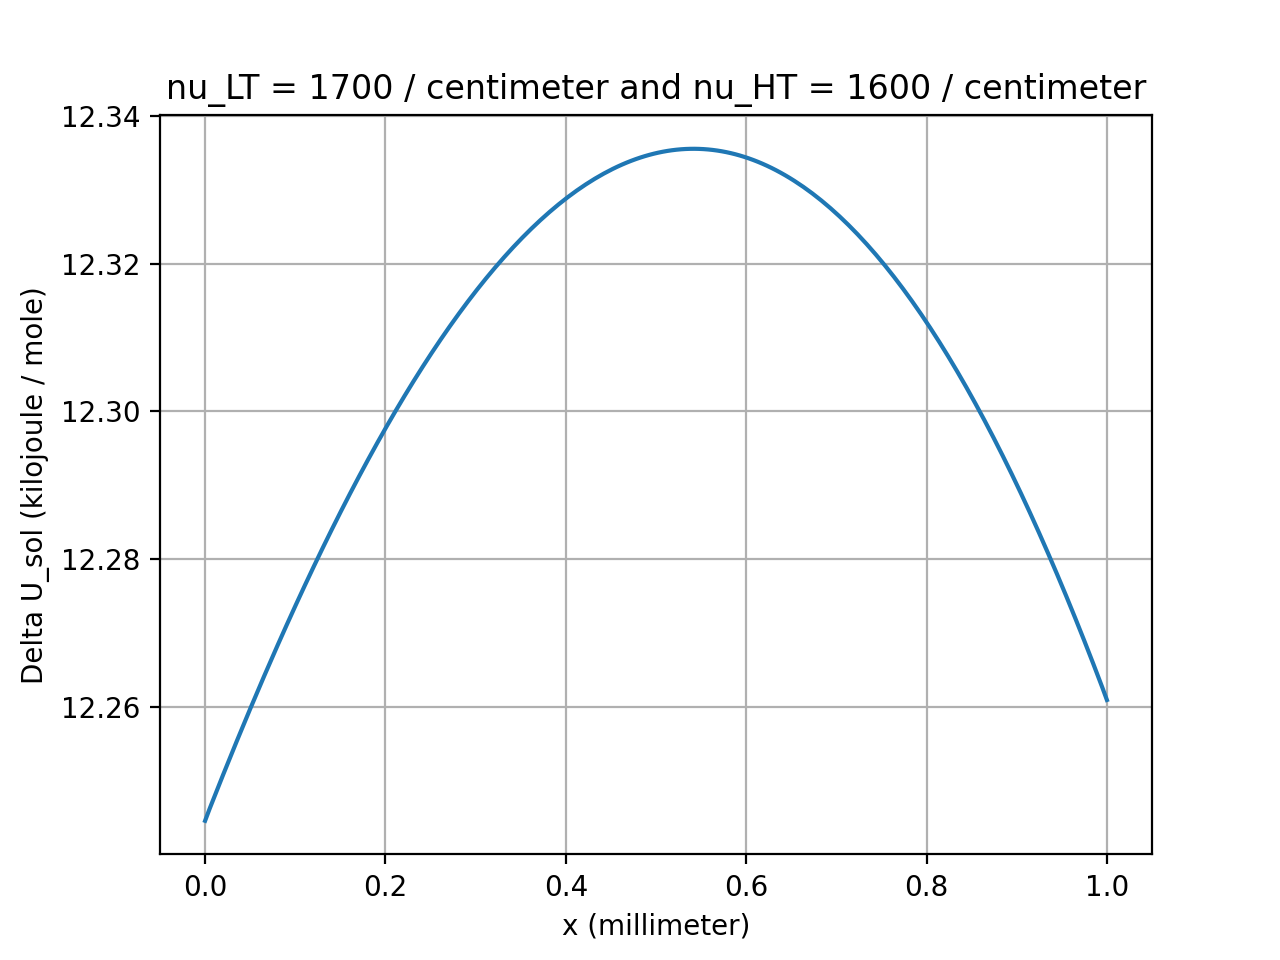 nu_LT = 1700 / centimeter and nu_HT = 1600 / centimeter
12.34
12.32
12.30
12.28
12.26
Delta U_sol (kilojoule / mole)
0.0 0.2 0.4 0.6 0.8 1.0
x (millimeter)